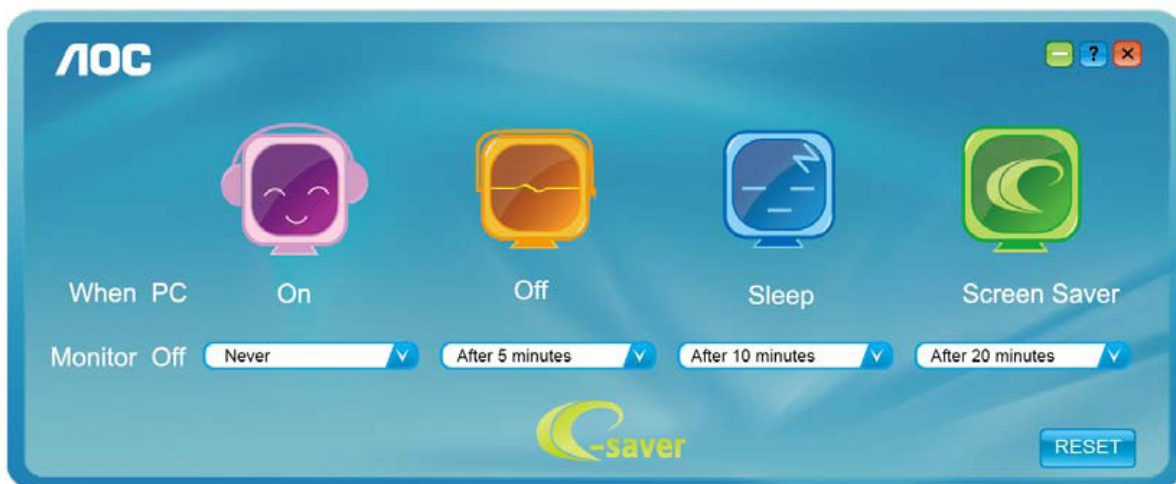 AOC
?
When PC On Off Sleep Screen Saver
Monitor Off Never After 5 minutes After 10 minutes After 20 minutes
e-saver
RESET